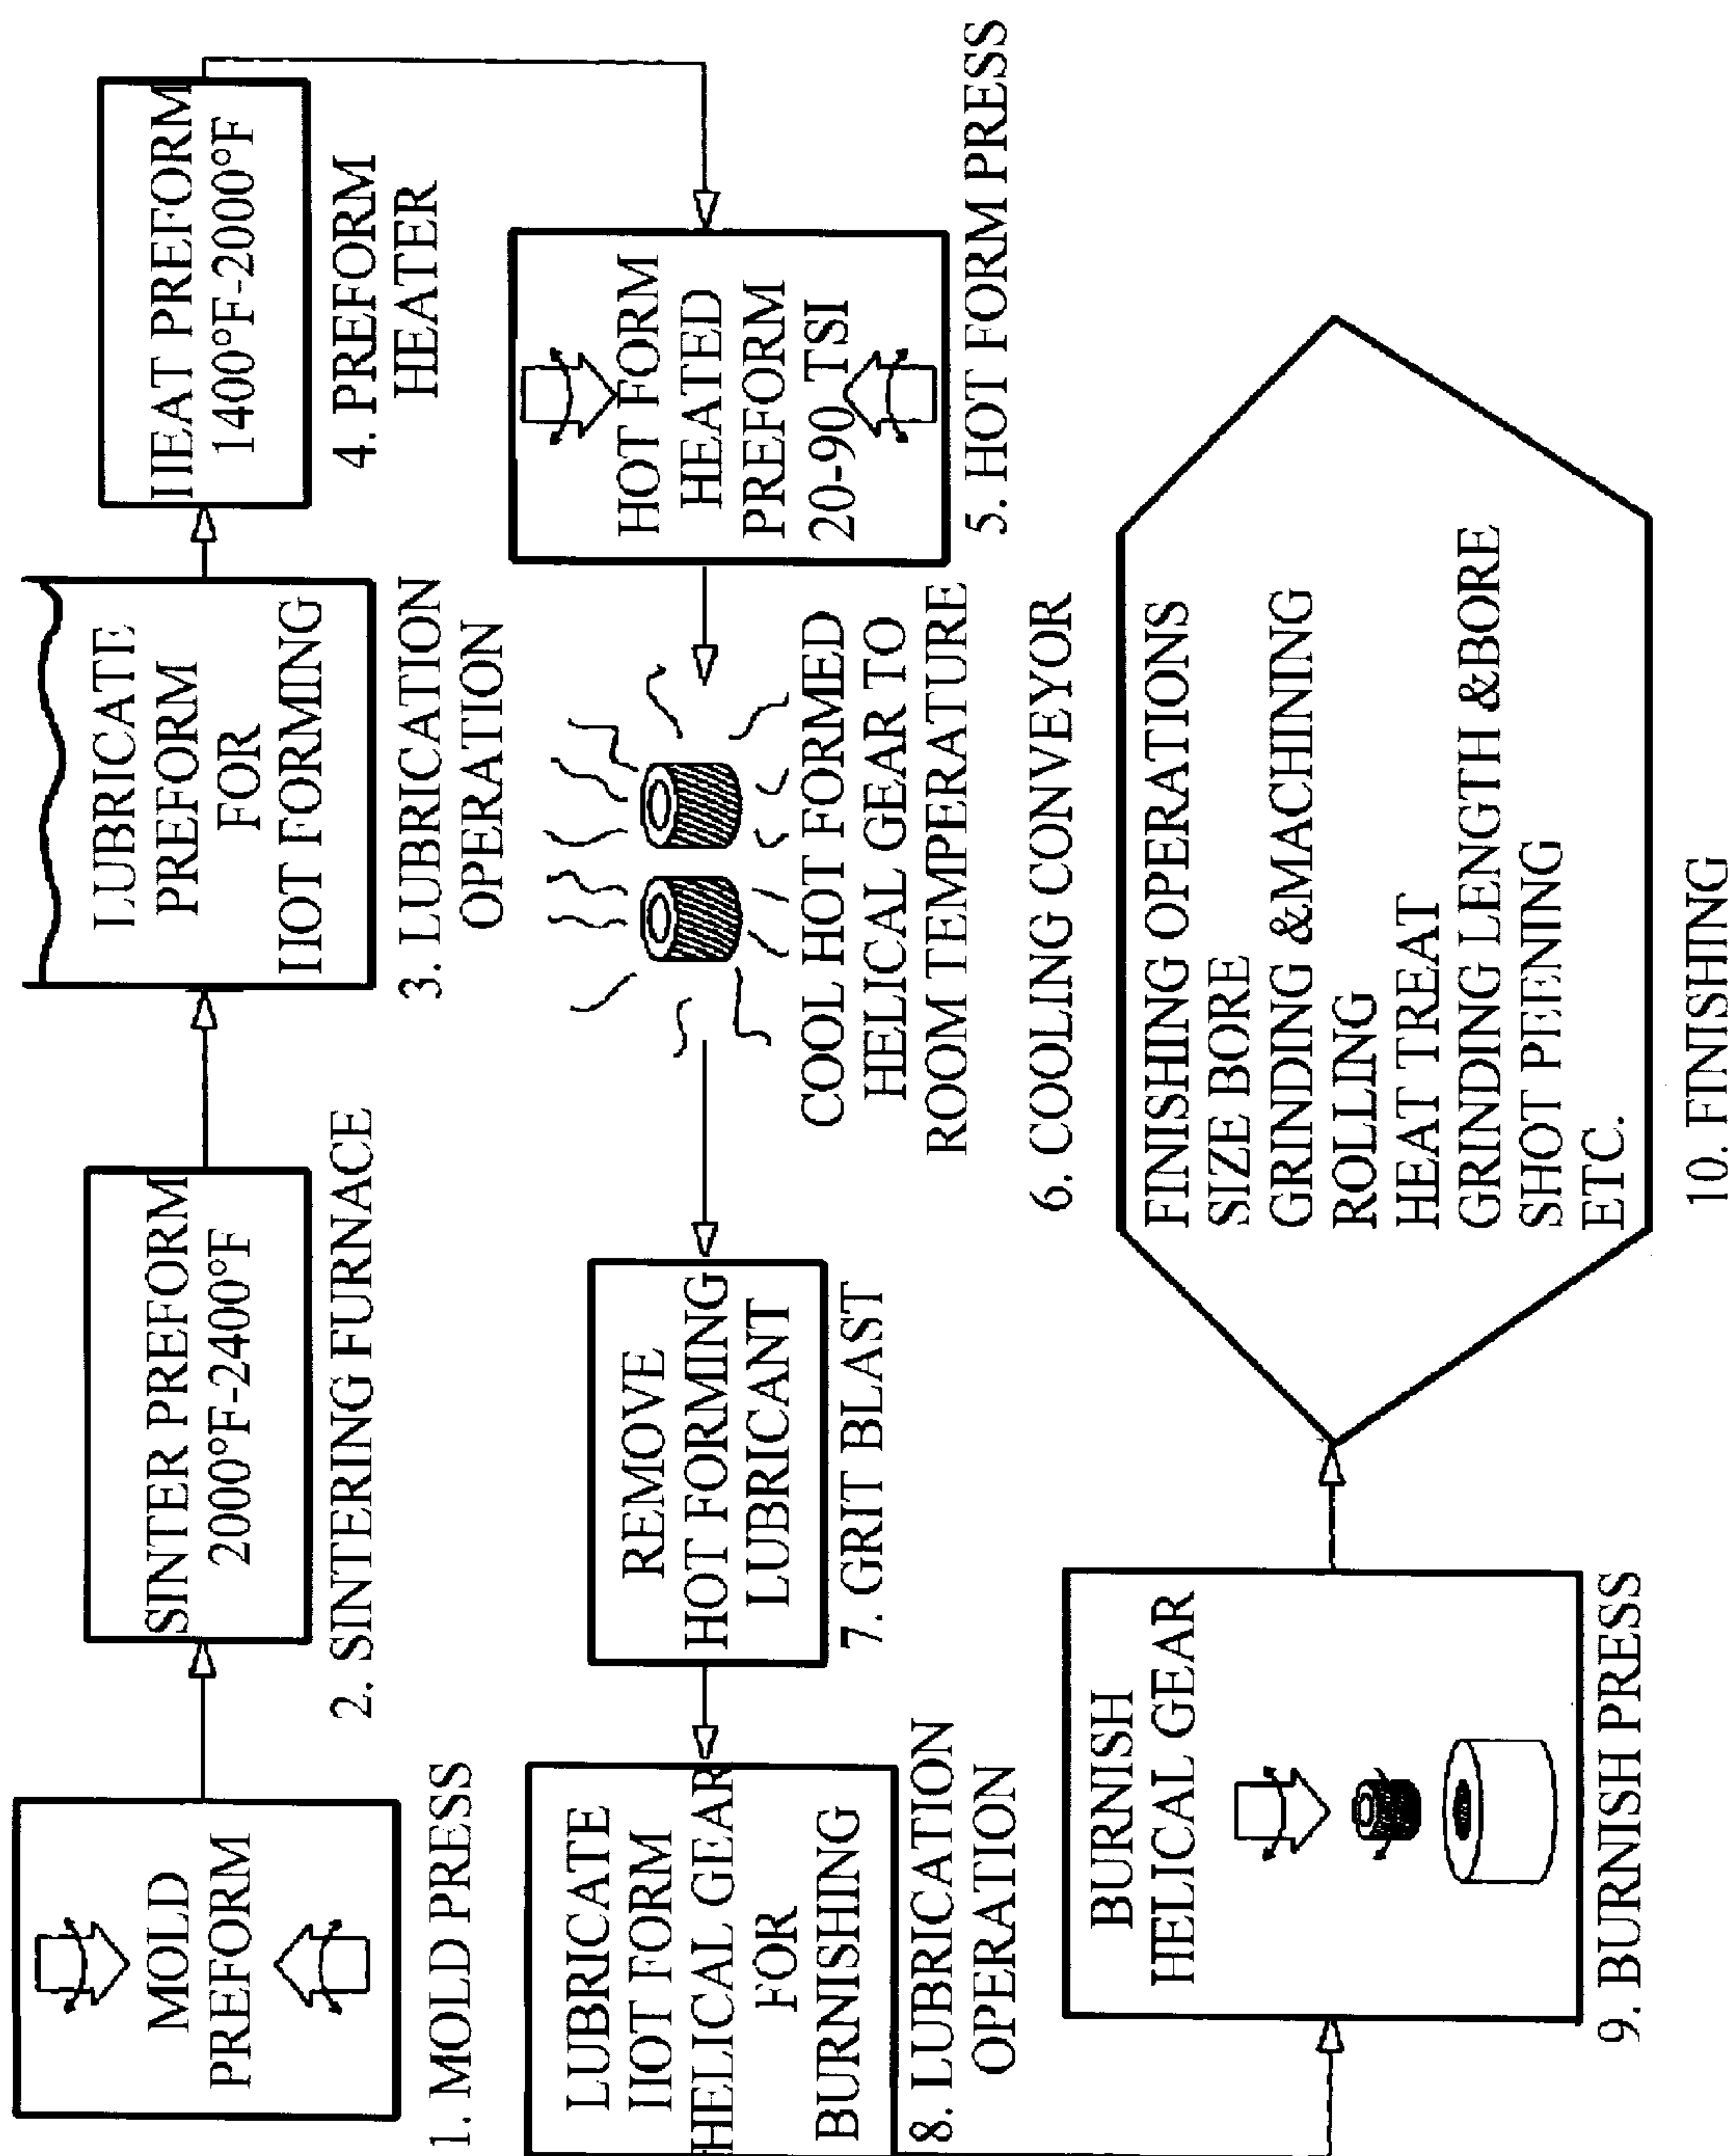 MOLD
PREFORM
1. MOLD PRESS
SINTER PREFORM
2000°F-2400°F
2. SINTERING FURNACE
LUBRICATE
PREFORM
FOR
HOT FORMING
3. LUBRICATION
OPERATION
HEAT PREFORM
1400°F-2000°F
4. PREFORM
HEATER
HOT FORM
HEATED
PREFORM
20-90 TSI
5. HOT FORM PRESS
COOL HOT FORMED
HELICAL GEAR TO
ROOM TEMPERATURE
6. COOLING CONVEYOR
REMOVE
HOT FORMING
LUBRICANT
7. GRIT BLAST
LUBRICATE
HOT FORM
HELICAL GEAR
FOR
BURNISHING
8. LUBRICATION
OPERATION
BURNISH
HELICAL GEAR
9. BURNISH PRESS
FINISHING OPERATIONS
SIZE BORE
GRINDING &MACHINING
ROLLING
HEAT TREAT
GRINDING LENGTH &BORE
SHOT PEENING
ETC.
10. FINISHING